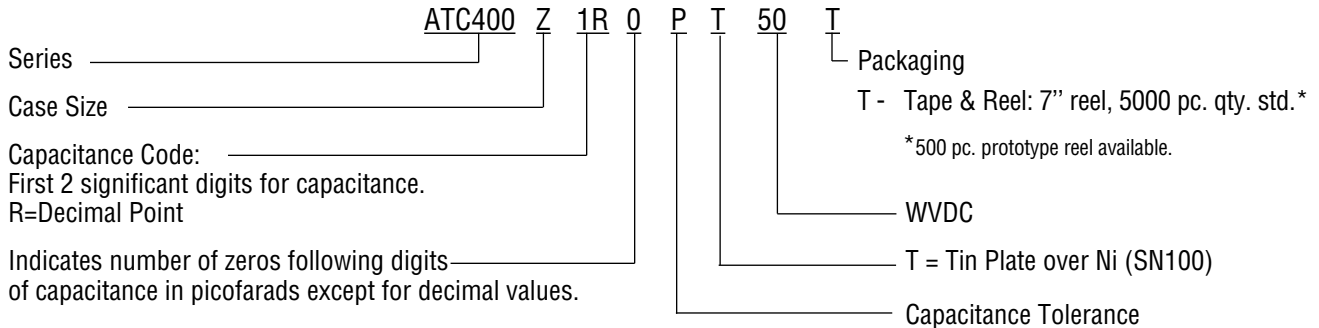 ATC400 Z 1R 0 P T 50 T
Series
Case Size
Capacitance Code:
First 2 significant digits for capacitance.
R=Decimal Point
Indicates number of zeros following digits
of capacitance in picofarads except for decimal values.
Packaging
T - Tape & Reel: 7’’ reel, 5000 pc. qty. std.*
*500 pc. prototype reel available.
WVDC
T = Tin Plate over Ni (SN100)
Capacitance Tolerance